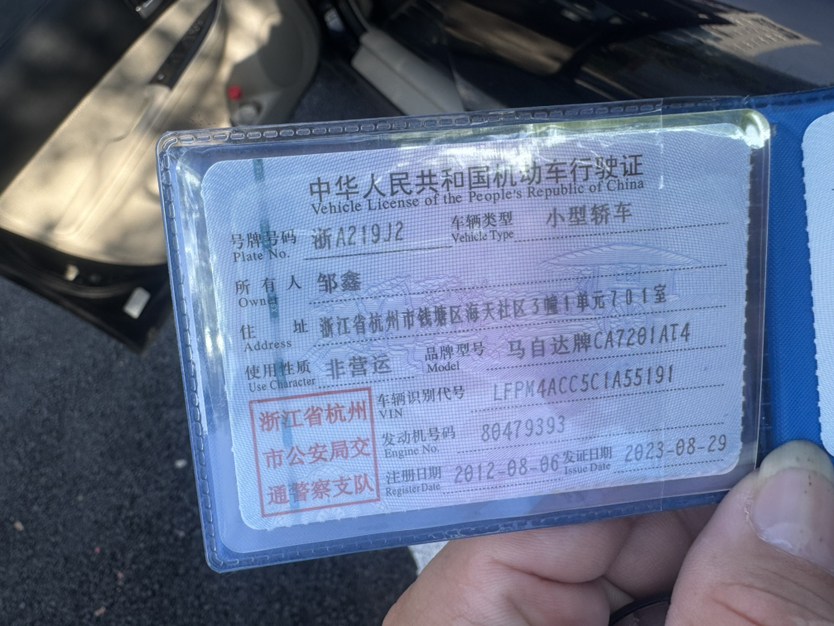 中华人民共和国机动车行驶证
Vehicle License of the People's Republic of China
号牌号码 浙A219J2 车辆类型 小型轿车
Plate No. Vehicle Type
所有人 邹鑫
Owner
住址 浙江省杭州市钱塘区海天社区3幢1单元701室
Address
使用性质 非营运 品牌型号 马自达牌CA7201AT4
Use Character Model
浙江省杭州
市公安局交
通警察支队
车辆识别代号 LFPM4ACC5C1A55191
VIN
发动机号码 80479393
Engine No.
注册日期 2012-08-06 发证日期 2023-08-29
Register Date Issue Date